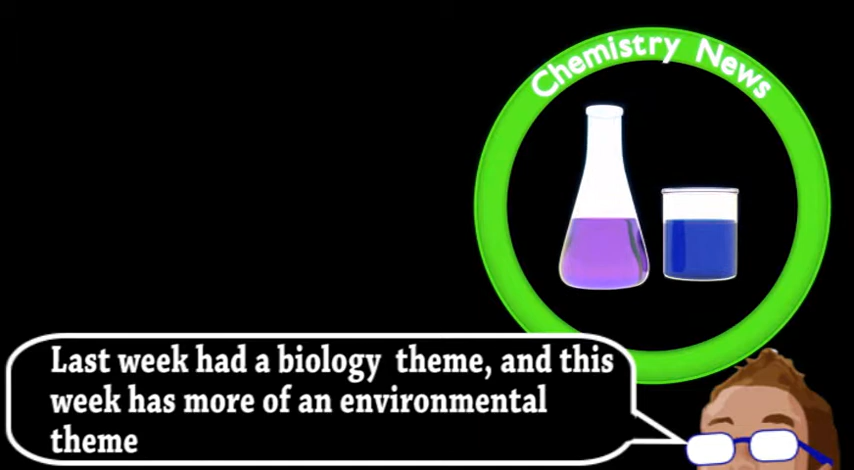 Chemistry News
Last week had a biology theme, and this
week has more of an environmental
theme